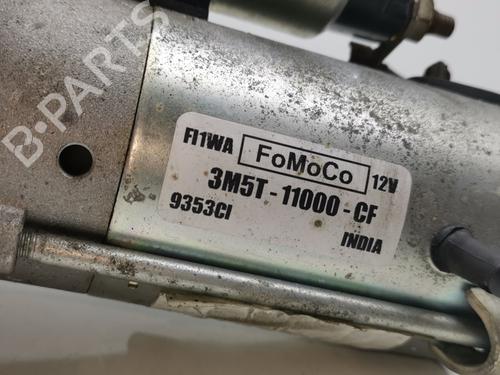 B-PARTS
FI1WA FoMoCo 12V
3M5T-11000-CF
9353CI
INDIA